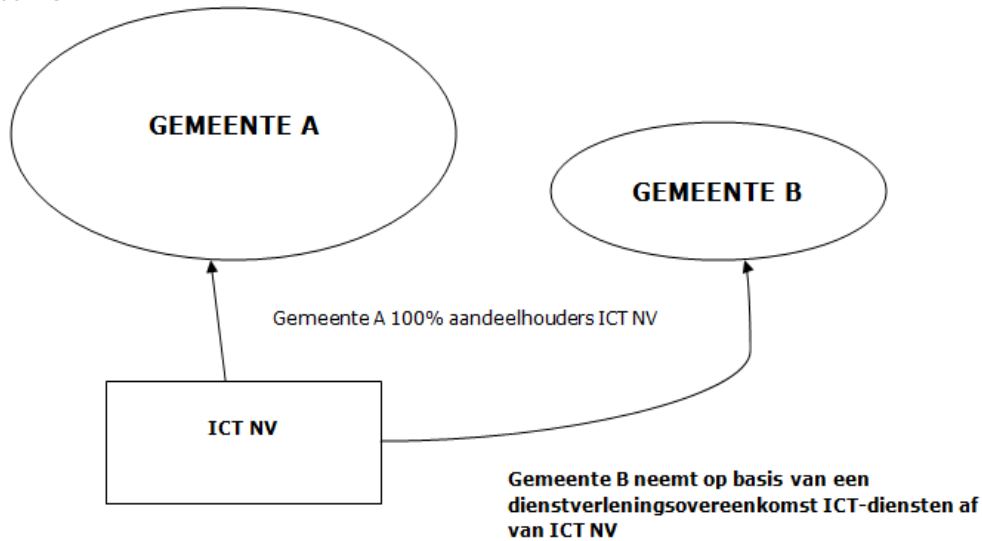 GEMEENTE A
GEMEENTE B
Gemeente A 100% aandeelhouders ICT NV
ICT NV
Gemeente B neemt op basis van een
dienstverleningsovereenkomst ICT-diensten af
van ICT NV